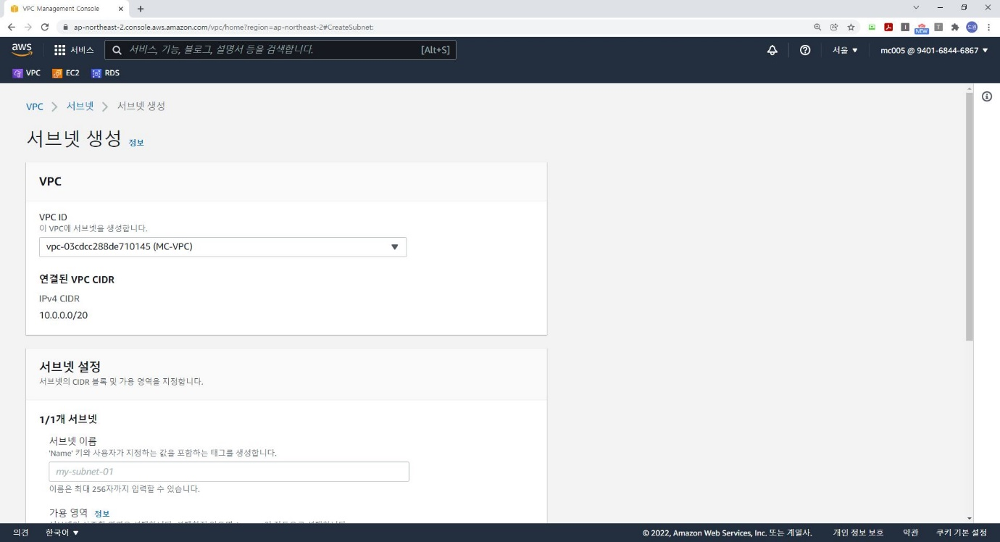 VPC Management Console
ap-northeast-2.console.aws.amazon.com/vpc/home?region=ap-northeast-2#CreateSubnet:
NEW
도원
aws
서비스
서비스, 기능, 블로그, 설명서 등을 검색합니다.
[Alt+S]
서울
mc005 @ 9401-6844-6867
VPC
EC2
RDS
VPC
서브넷
서브넷 생성
서브넷 생성 정보
VPC
VPC ID
이 VPC에 서브넷을 생성합니다.
vpc-03cdcc288de710145 (MC-VPC)
연결된 VPC CIDR
IPv4 CIDR
10.0.0.0/20
서브넷 설정
서브넷의 CIDR 블록 및 가용 영역을 지정합니다.
1/1개 서브넷
서브넷 이름
'Name' 키와 사용자가 지정하는 값을 포함하는 태그를 생성합니다.
my-subnet-01
이름은 최대 256자까지 입력할 수 있습니다.
가용 영역 정보
의견
한국어
© 2022, Amazon Web Services, Inc. 또는 계열사.
개인 정보 보호
약관
쿠키 기본 설정